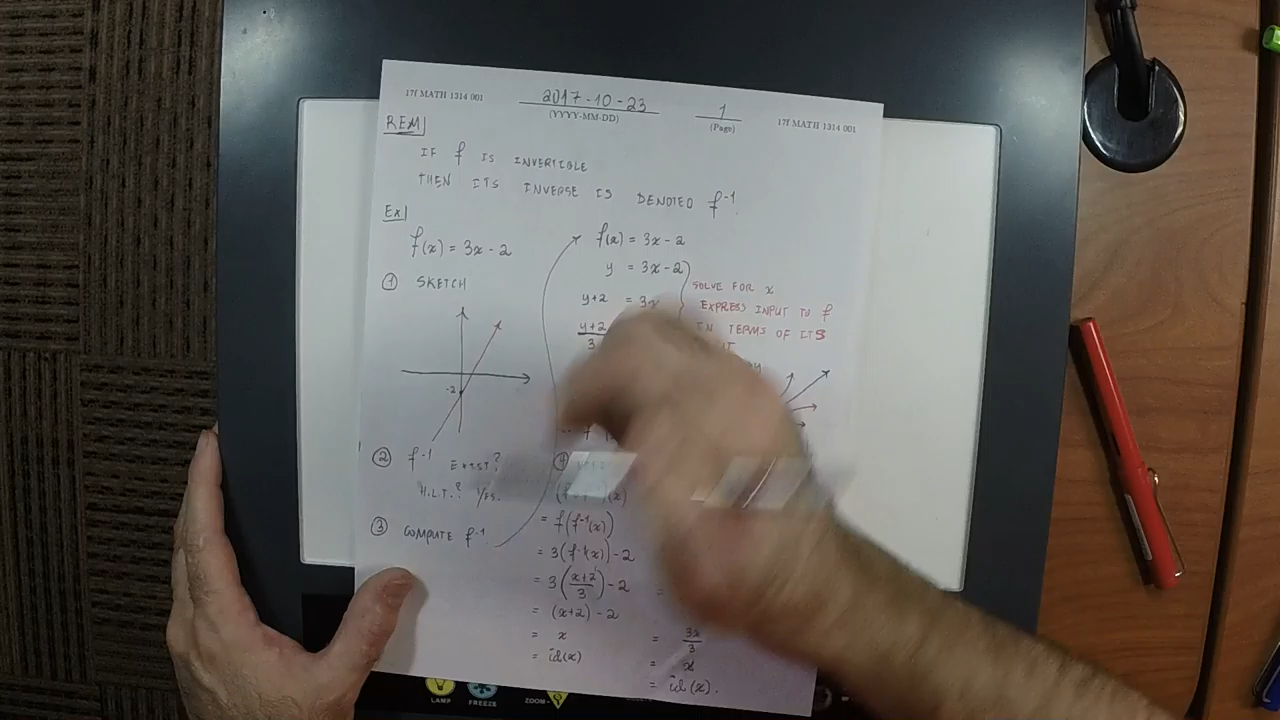 17f MATH 1314 001
2017-10-23
(YYYY-MM-DD)
1
(Page)
17f MATH 1314 001
REM
IF f IS INVERTIBLE
THEN ITS INVERSE IS DENOTED f⁻¹.
Ex
f(x) = 3x - 2
① SKETCH
-2
② f⁻¹ EXIST?
H.L.T.? YES.
③ COMPUTE f⁻¹.
f(x) = 3x - 2
y = 3x - 2
y+2 = 3x
y+2
3
SOLVE FOR x
EXPRESS INPUT TO f
IN TERMS OF ITS
(x)
= f(f⁻¹(x))
= 3(f⁻¹(x)) - 2
= 3((x+2)/3) - 2
= (x+2) - 2
= x
= id(x)
=
= 3x/3
= x
= id(x).
LAMP
FREEZE
ZOOM